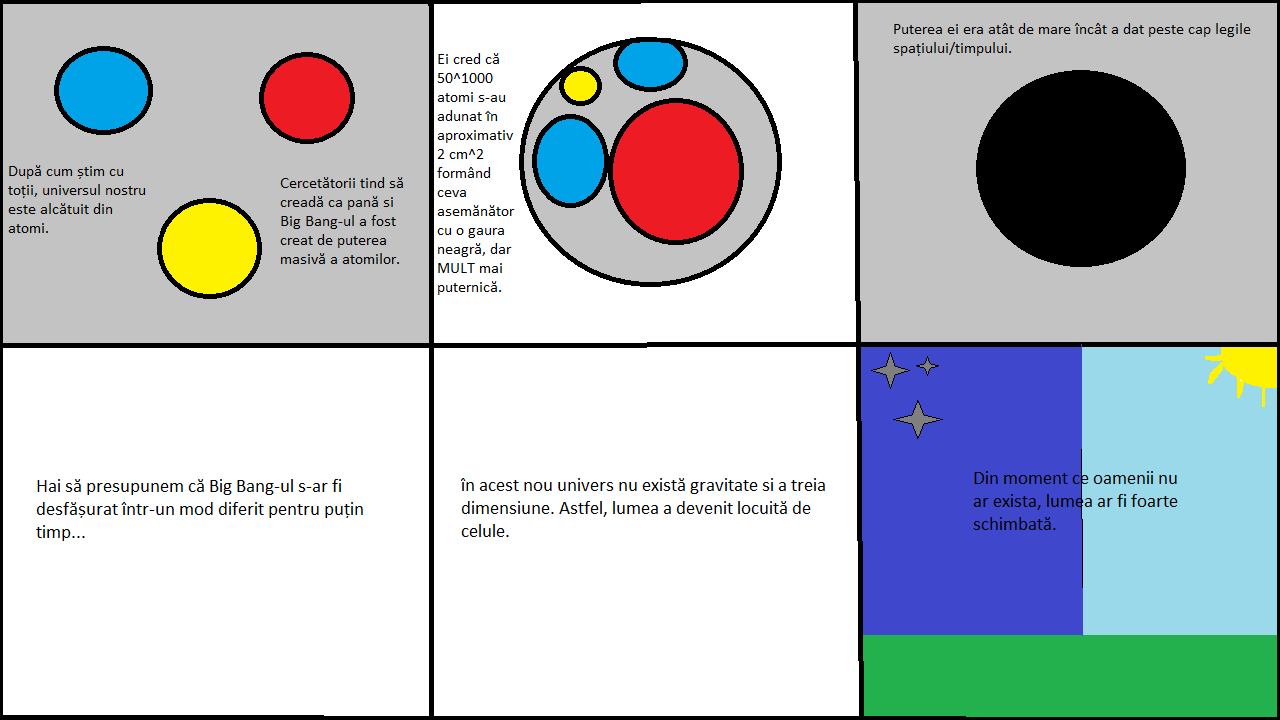 După cum știm cu
toții, universul nostru
este alcătuit din
atomi.
Cercetătorii tind să
creadă ca pană si
Big Bang-ul a fost
creat de puterea
masivă a atomilor.
Ei cred că
50^1000
atomi s-au
adunat în
aproximativ
2 cm^2
formând
ceva
asemănător
cu o gaura
neagră, dar
MULT mai
puternică.
Puterea ei era atât de mare încât a dat peste cap legile
spațiului/timpului.
Hai să presupunem că Big Bang-ul s-ar fi
desfășurat într-un mod diferit pentru puțin
timp...
în acest nou univers nu există gravitate si a treia
dimensiune. Astfel, lumea a devenit locuită de
celule.
Din moment ce oamenii nu
ar exista, lumea ar fi foarte
schimbată.